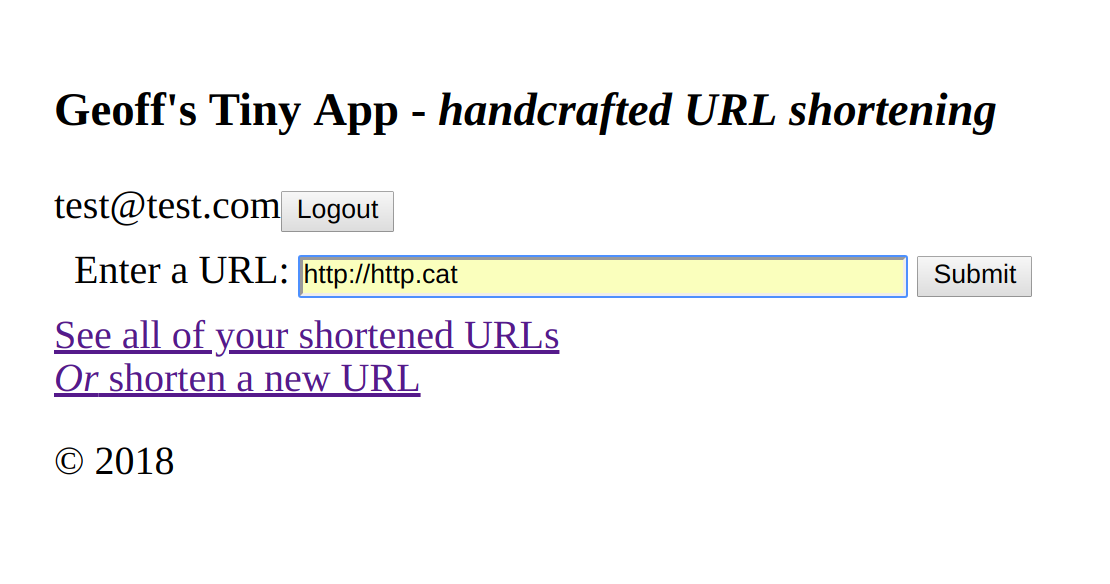 Geoff's Tiny App - handcrafted URL shortening
test@test.com Logout
Enter a URL: http://http.cat Submit
See all of your shortened URLs
Or shorten a new URL
© 2018